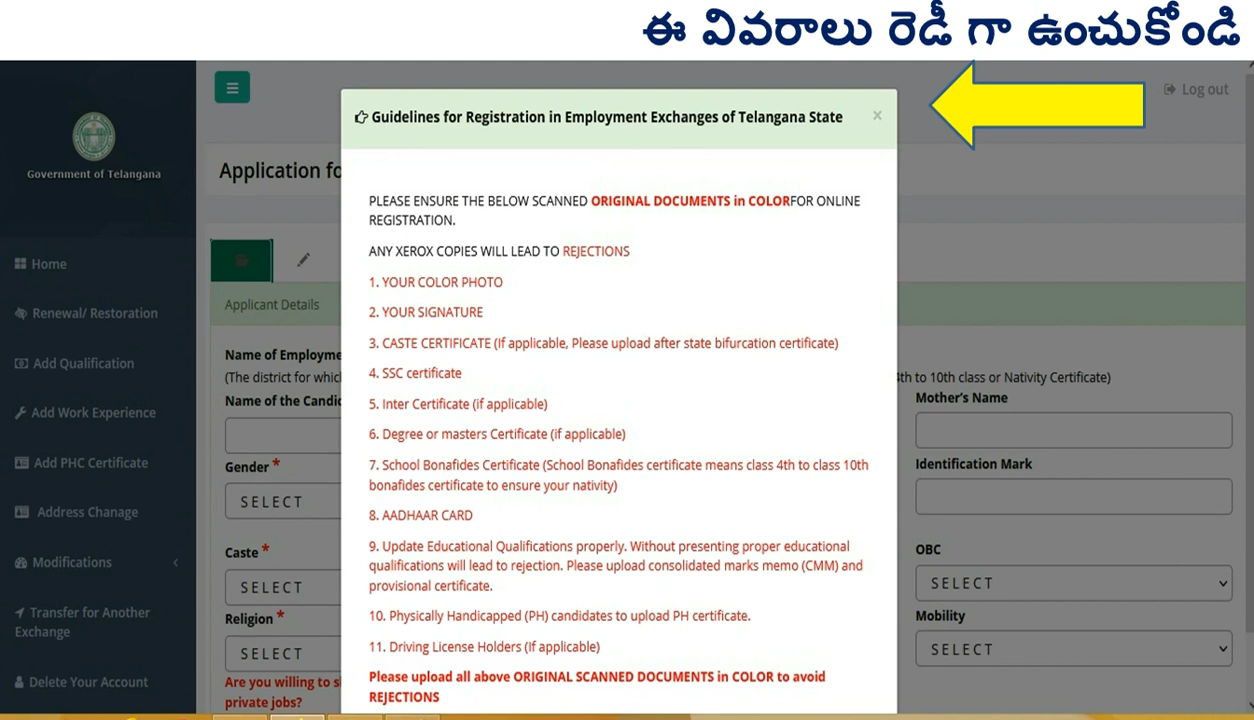 ఈ వివరాలు రెడీ గా ఉంచుకోండి
Log out
Guidelines for Registration in Employment Exchanges of Telangana State ×
Government of Telangana
Application fo
PLEASE ENSURE THE BELOW SCANNED ORIGINAL DOCUMENTS in COLORFOR ONLINE
REGISTRATION.
ANY XEROX COPIES WILL LEAD TO REJECTIONS
1. YOUR COLOR PHOTO
2. YOUR SIGNATURE
3. CASTE CERTIFICATE (If applicable, Please upload after state bifurcation certificate)
4. SSC certificate
5. Inter Certificate (if applicable)
6. Degree or masters Certificate (if applicable)
7. School Bonafides Certificate (School Bonafides certificate means class 4th to class 10th
bonafides certificate to ensure your nativity)
8. AADHAAR CARD
9. Update Educational Qualifications properly. Without presenting proper educational
qualifications will lead to rejection. Please upload consolidated marks memo (CMM) and
provisional certificate.
10. Physically Handicapped (PH) candidates to upload PH certificate.
11. Driving License Holders (If applicable)
Please upload all above ORIGINAL SCANNED DOCUMENTS in COLOR to avoid
REJECTIONS
Home
Renewal/ Restoration
Add Qualification
Add Work Experience
Add PHC Certificate
Address Chanage
Modifications
Transfer for Another
Exchange
Delete Your Account
Applicant Details
Name of Employme
(The district for whic
4th to 10th class or Nativity Certificate)
Name of the Candid
Mother's Name
Gender *
Identification Mark
SELECT
Caste *
OBC
SELECT
SELECT
Religion *
Mobility
SELECT
SELECT
Are you willing to s
private jobs?